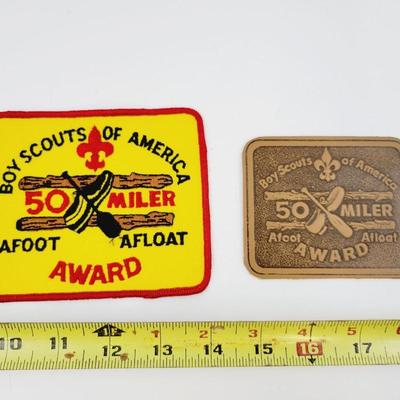 BOY SCOUTS OF AMERICA
50 MILER
AFOOT AFLOAT
AWARD
Boy Scouts of America
50 MILER
Afoot Afloat
AWARD
10 11 12 13 14 15 16 17